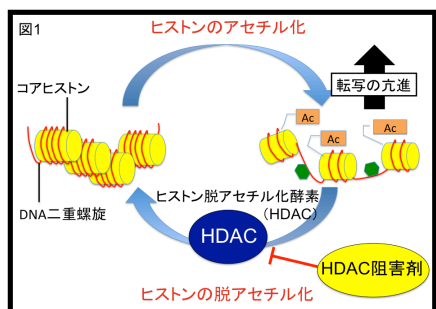 図1
ヒストンのアセチル化
コアヒストン
転写の亢進
Ac
Ac
Ac
DNA二重螺旋
ヒストン脱アセチル化酵素
(HDAC)
HDAC
HDAC阻害剤
ヒストンの脱アセチル化